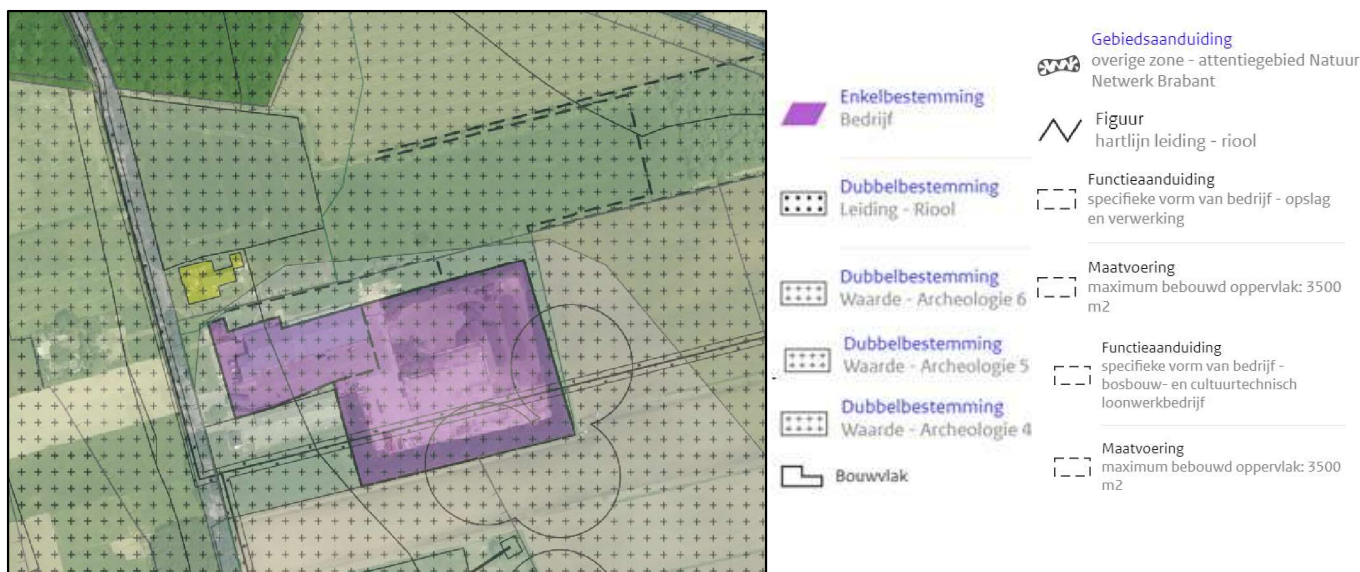 Enkelbestemming
Bedrijf
Dubbelbestemming
Leiding - Riool
Dubbelbestemming
Waarde - Archeologie 6
Dubbelbestemming
Waarde - Archeologie 5
Dubbelbestemming
Waarde - Archeologie 4
Bouwvlak
Gebiedsaanduiding
overige zone - attentiegebied Natuur
Netwerk Brabant
Figuur
hartlijn leiding - riool
Functieaanduiding
specifieke vorm van bedrijf - opslag
en verwerking
Maatvoering
maximum bebouwd oppervlak: 3500
m2
Functieaanduiding
specifieke vorm van bedrijf -
bosbouw- en cultuurtechnisch
loonwerkbedrijf
Maatvoering
maximum bebouwd oppervlak: 3500
m2